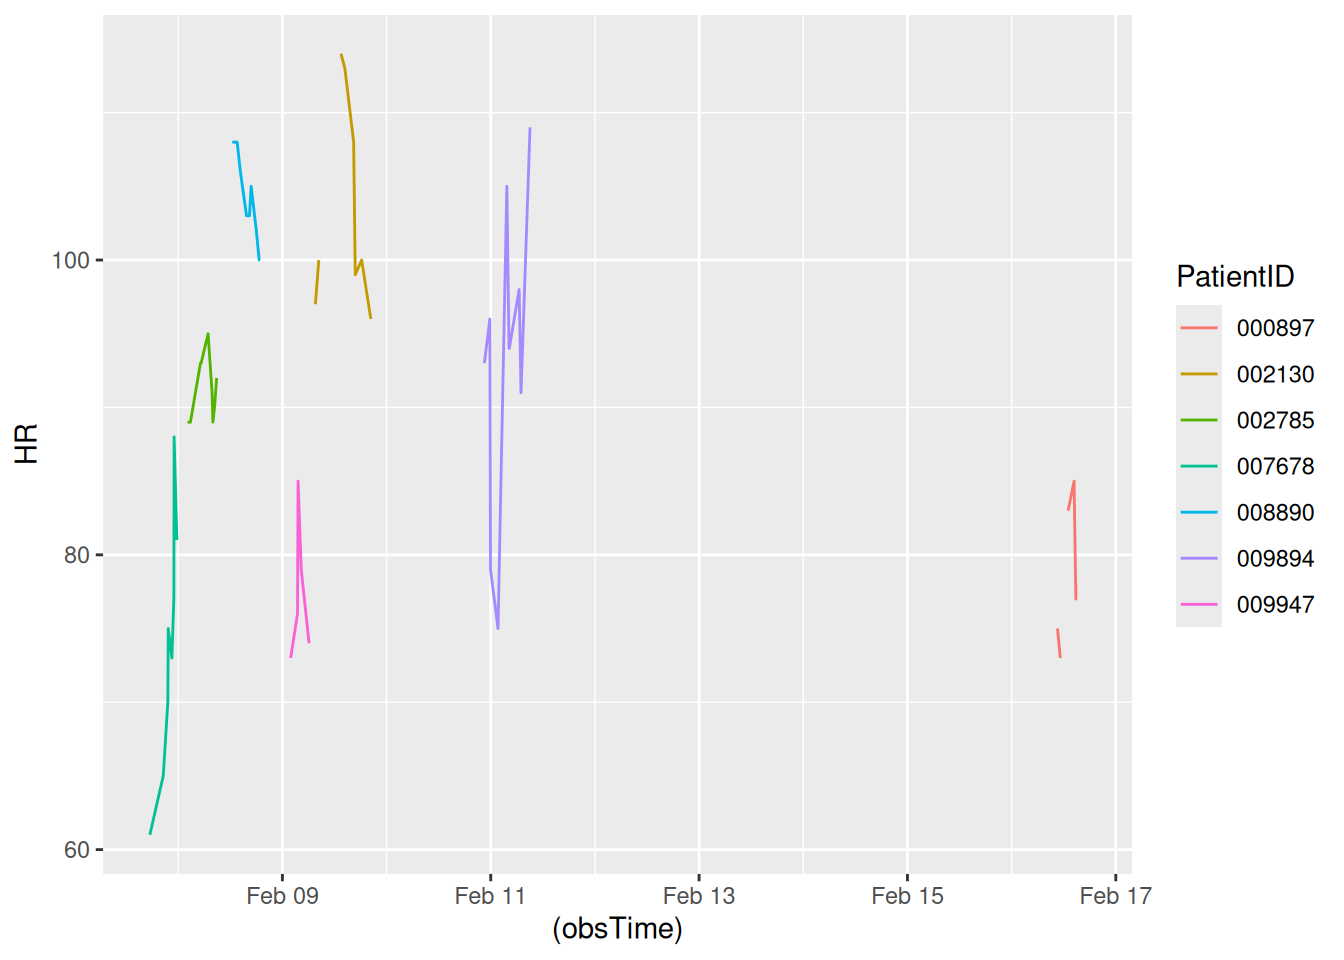 HR
100
80
60
Feb 09
Feb 11
Feb 13
Feb 15
Feb 17
(obsTime)
PatientID
000897
002130
002785
007678
008890
009894
009947